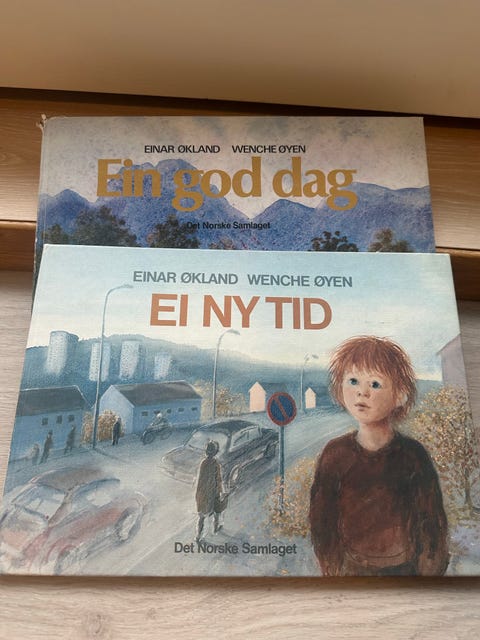 EINAR ØKLAND WENCHE ØYEN
Ein god dag
Det Norske Samlaget
EINAR ØKLAND WENCHE ØYEN
EI NY TID
Det Norske Samlaget